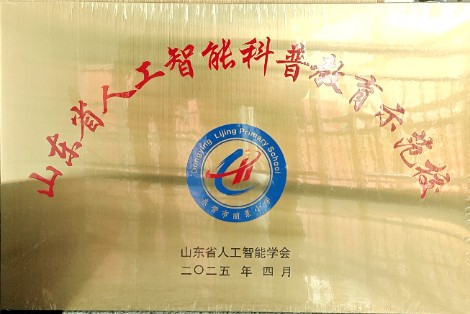 山东省人工智能科普教育示范校
Dongying Lijing Primary School
东营市丽景小学
山东省人工智能学会
二〇二五 年 四 月